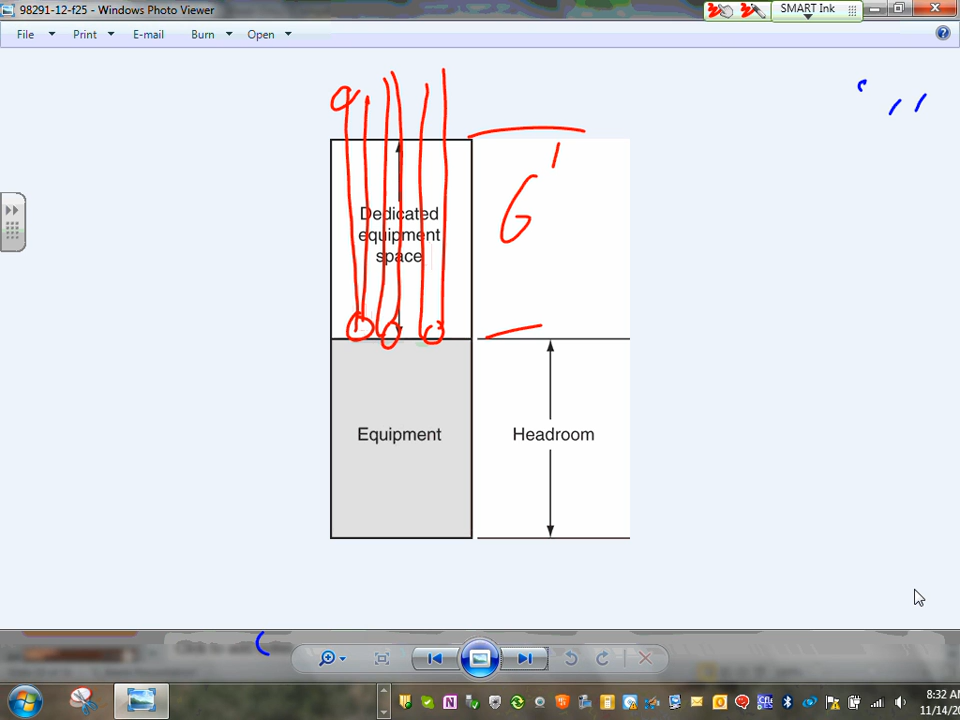 98291-12-f25 - Windows Photo Viewer
SMART Ink
File Print E-mail Burn Open
Dedicated
equipment
space
6'
Equipment
Headroom
8:32 AM
11/14/20